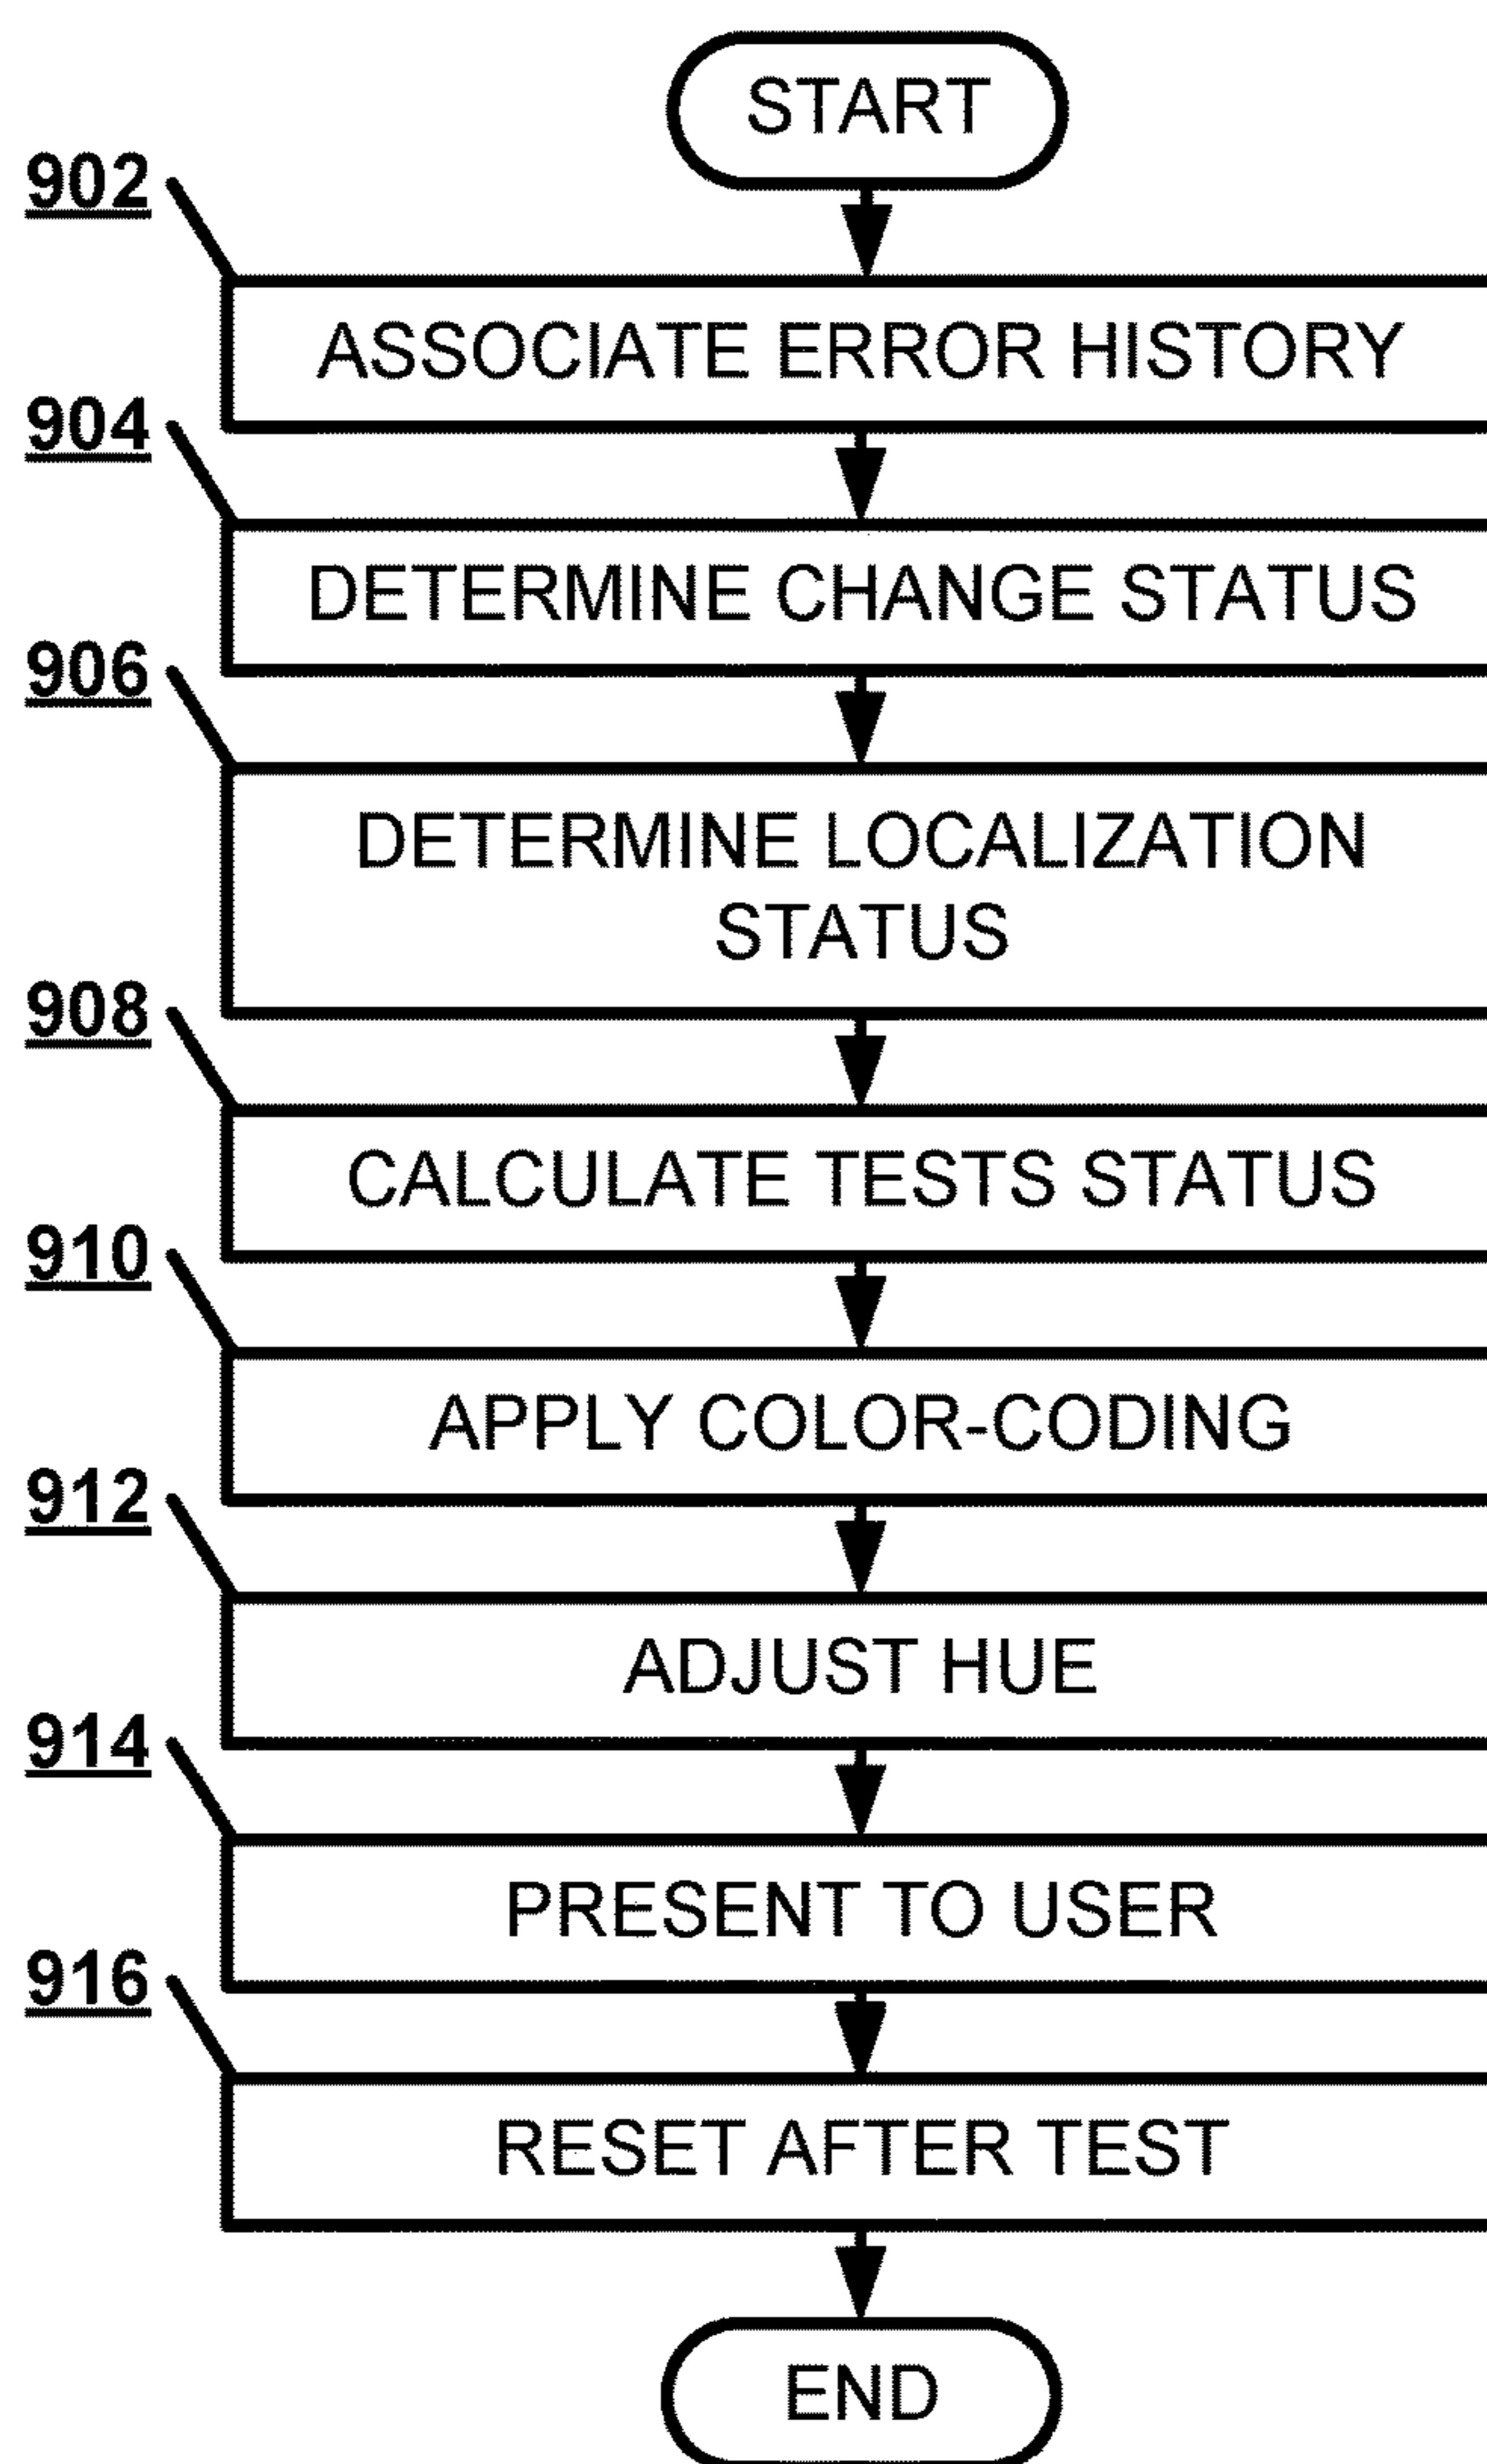 START
902
ASSOCIATE ERROR HISTORY
904
DETERMINE CHANGE STATUS
906
DETERMINE LOCALIZATION
STATUS
908
CALCULATE TESTS STATUS
910
APPLY COLOR-CODING
912
ADJUST HUE
914
PRESENT TO USER
916
RESET AFTER TEST
END